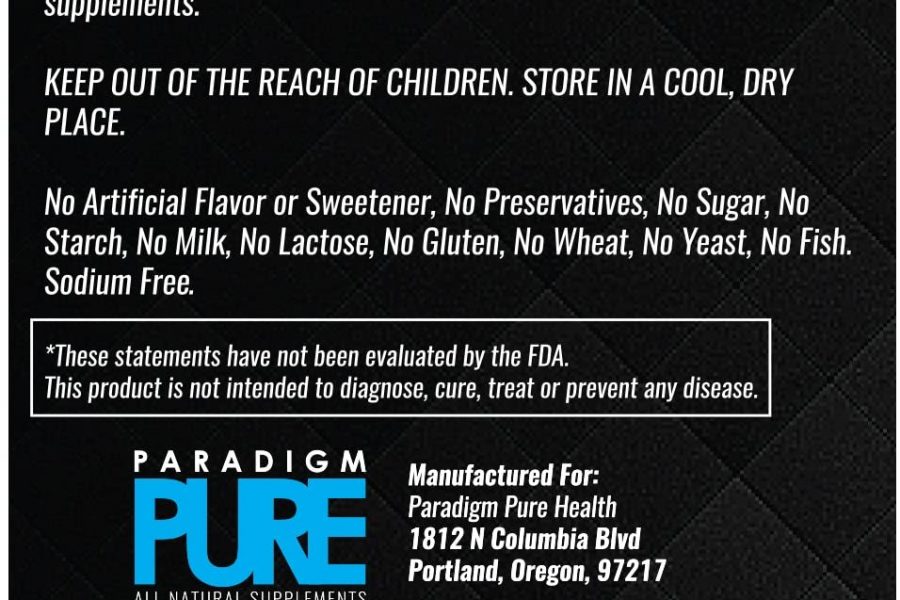 supplements.
KEEP OUT OF THE REACH OF CHILDREN. STORE IN A COOL, DRY
PLACE.
No Artificial Flavor or Sweetener, No Preservatives, No Sugar, No
Starch, No Milk, No Lactose, No Gluten, No Wheat, No Yeast, No Fish.
Sodium Free.
*These statements have not been evaluated by the FDA.
This product is not intended to diagnose, cure, treat or prevent any disease.
PARADIGM
PURE
ALL NATURAL SUPPLEMENTS
Manufactured For:
Paradigm Pure Health
1812 N Columbia Blvd
Portland, Oregon, 97217